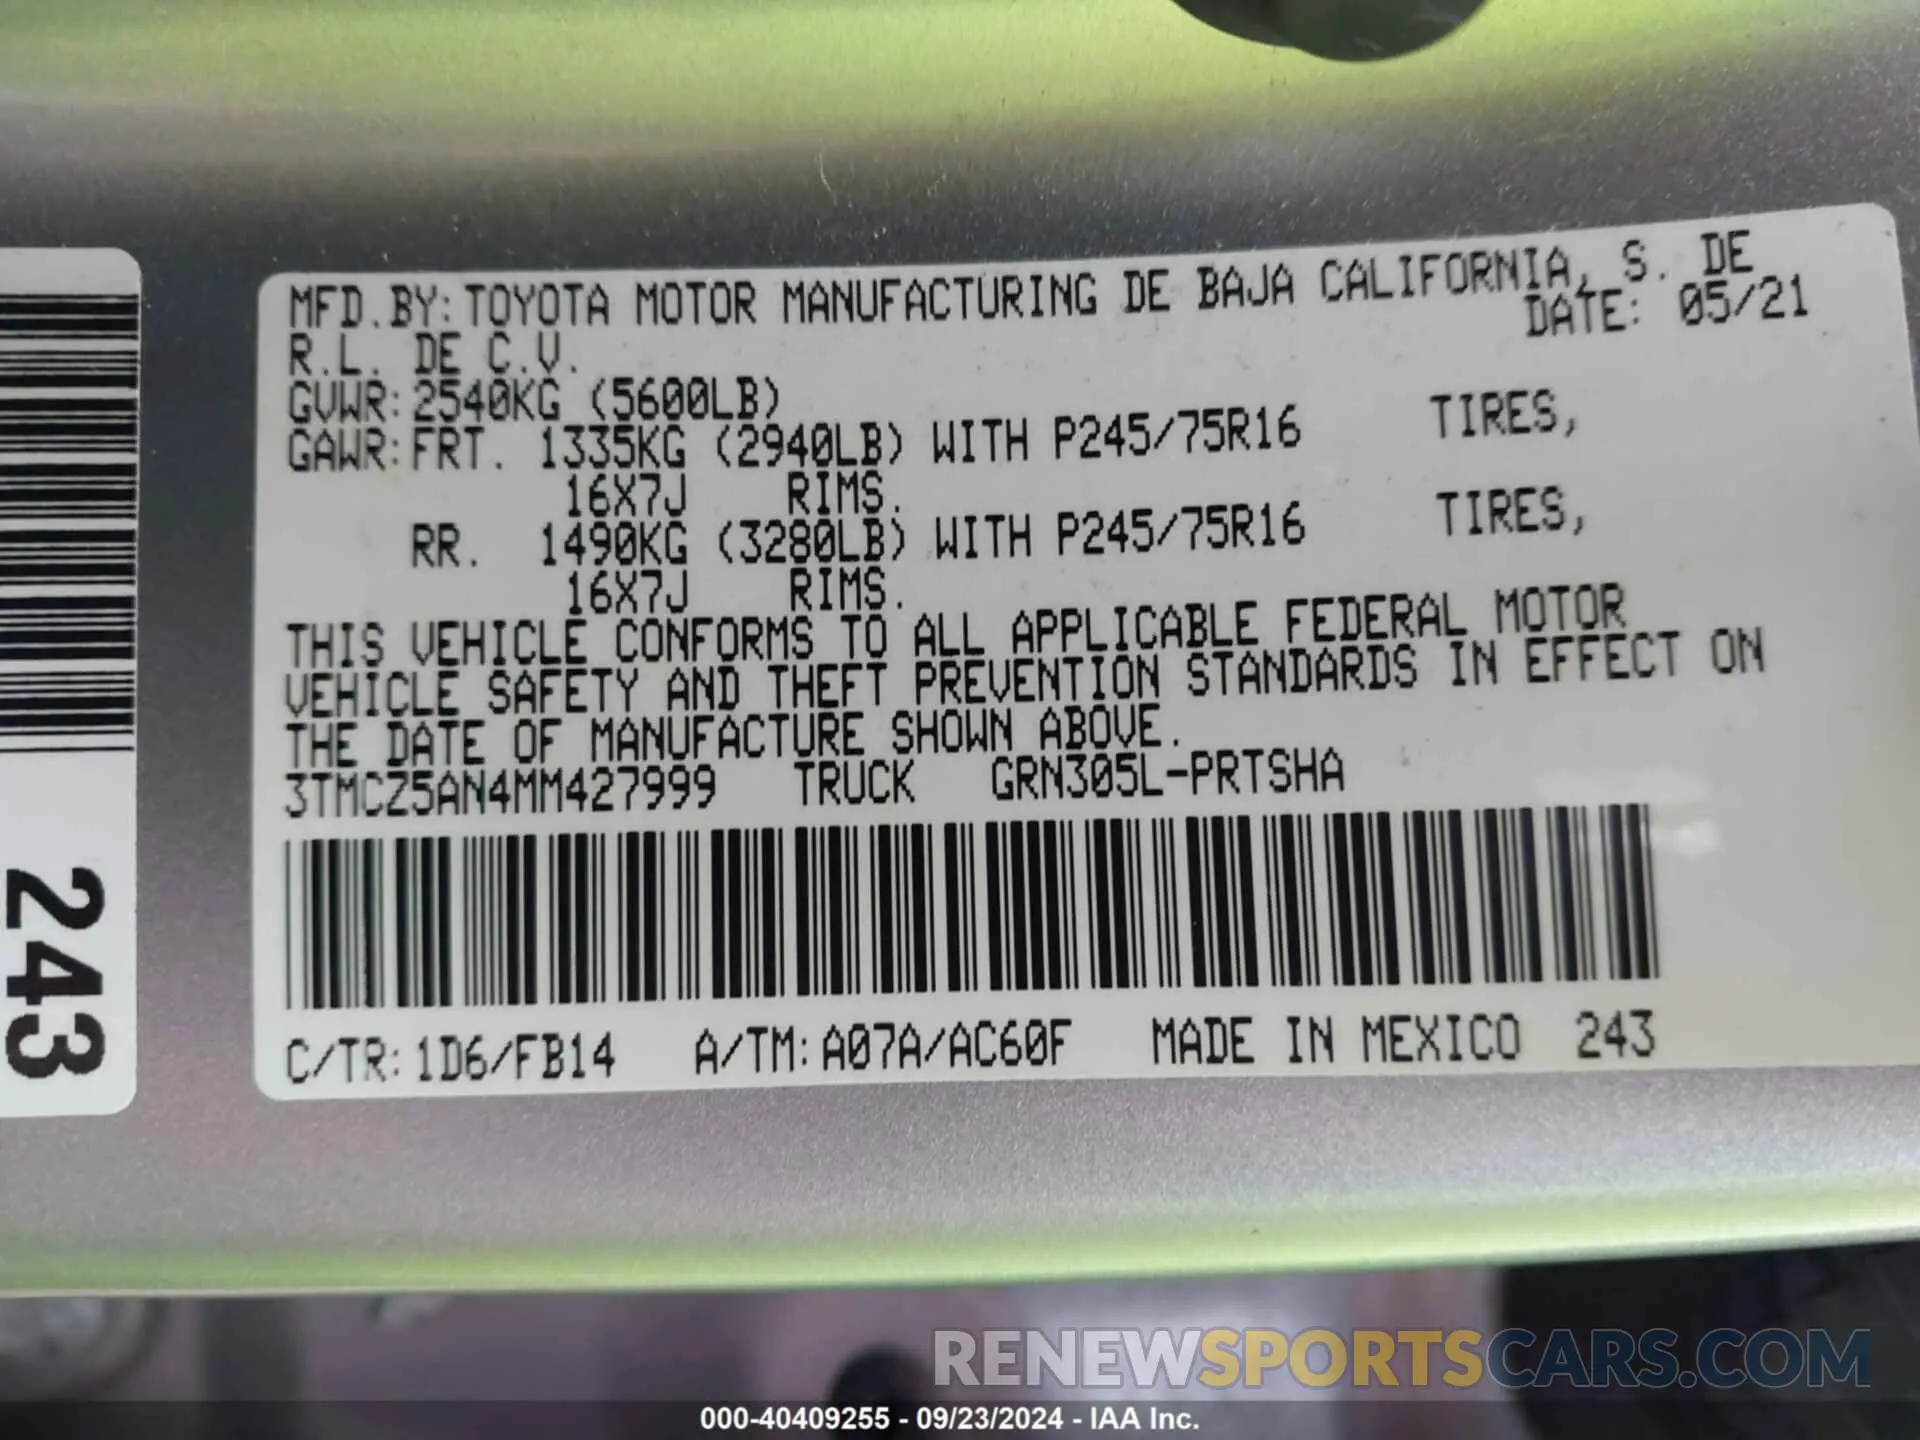 MFD.BY: TOYOTA MOTOR MANUFACTURING DE BAJA CALIFORNIA, S. DE
R.L. DE C.V. DATE: 05/21
GVWR: 2540KG (5600LB)
GAWR: FRT. 1335KG (2940LB) WITH P245/75R16 TIRES,
16X7J RIMS.
RR. 1490KG (3280LB) WITH P245/75R16 TIRES,
16X7J RIMS.
THIS VEHICLE CONFORMS TO ALL APPLICABLE FEDERAL MOTOR
VEHICLE SAFETY AND THEFT PREVENTION STANDARDS IN EFFECT ON
THE DATE OF MANUFACTURE SHOWN ABOVE.
3TMCZ5AN4MM427999 TRUCK GRN305L-PRTSHA
C/TR: 1D6/FB14 A/TM: A07A/AC60F MADE IN MEXICO 243
243
RENEWSPORTSCARS.COM
000-40409255 - 09/23/2024 - IAA Inc.